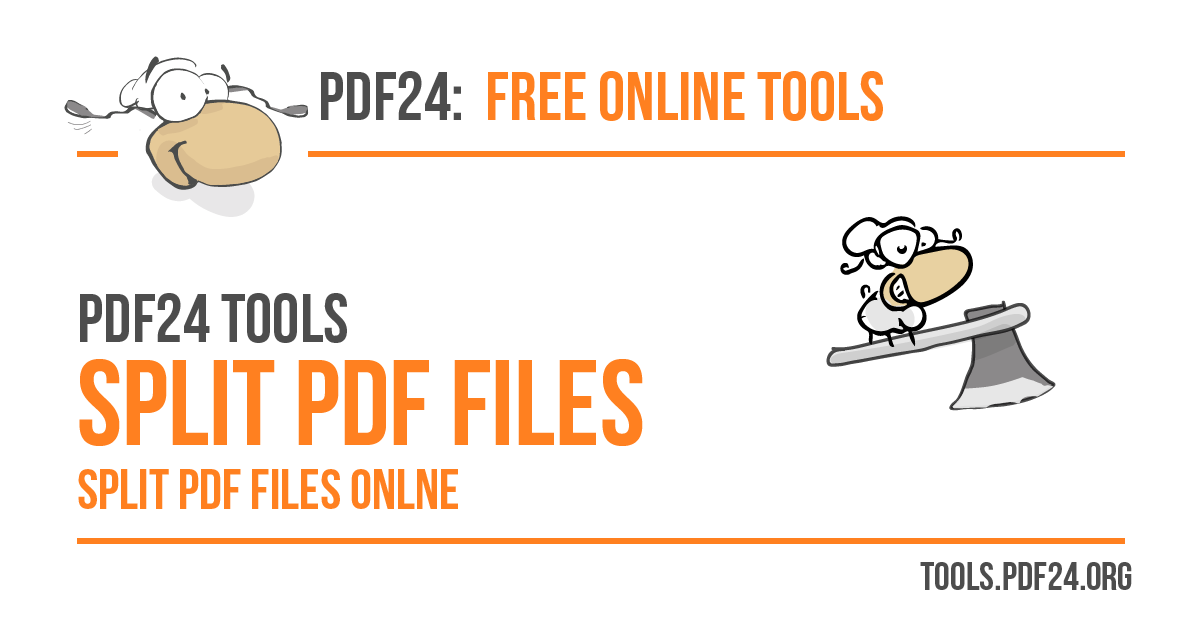 PDF24: FREE ONLINE TOOLS
PDF24 TOOLS
SPLIT PDF FILES
SPLIT PDF FILES ONLNE
TOOLS.PDF24.ORG